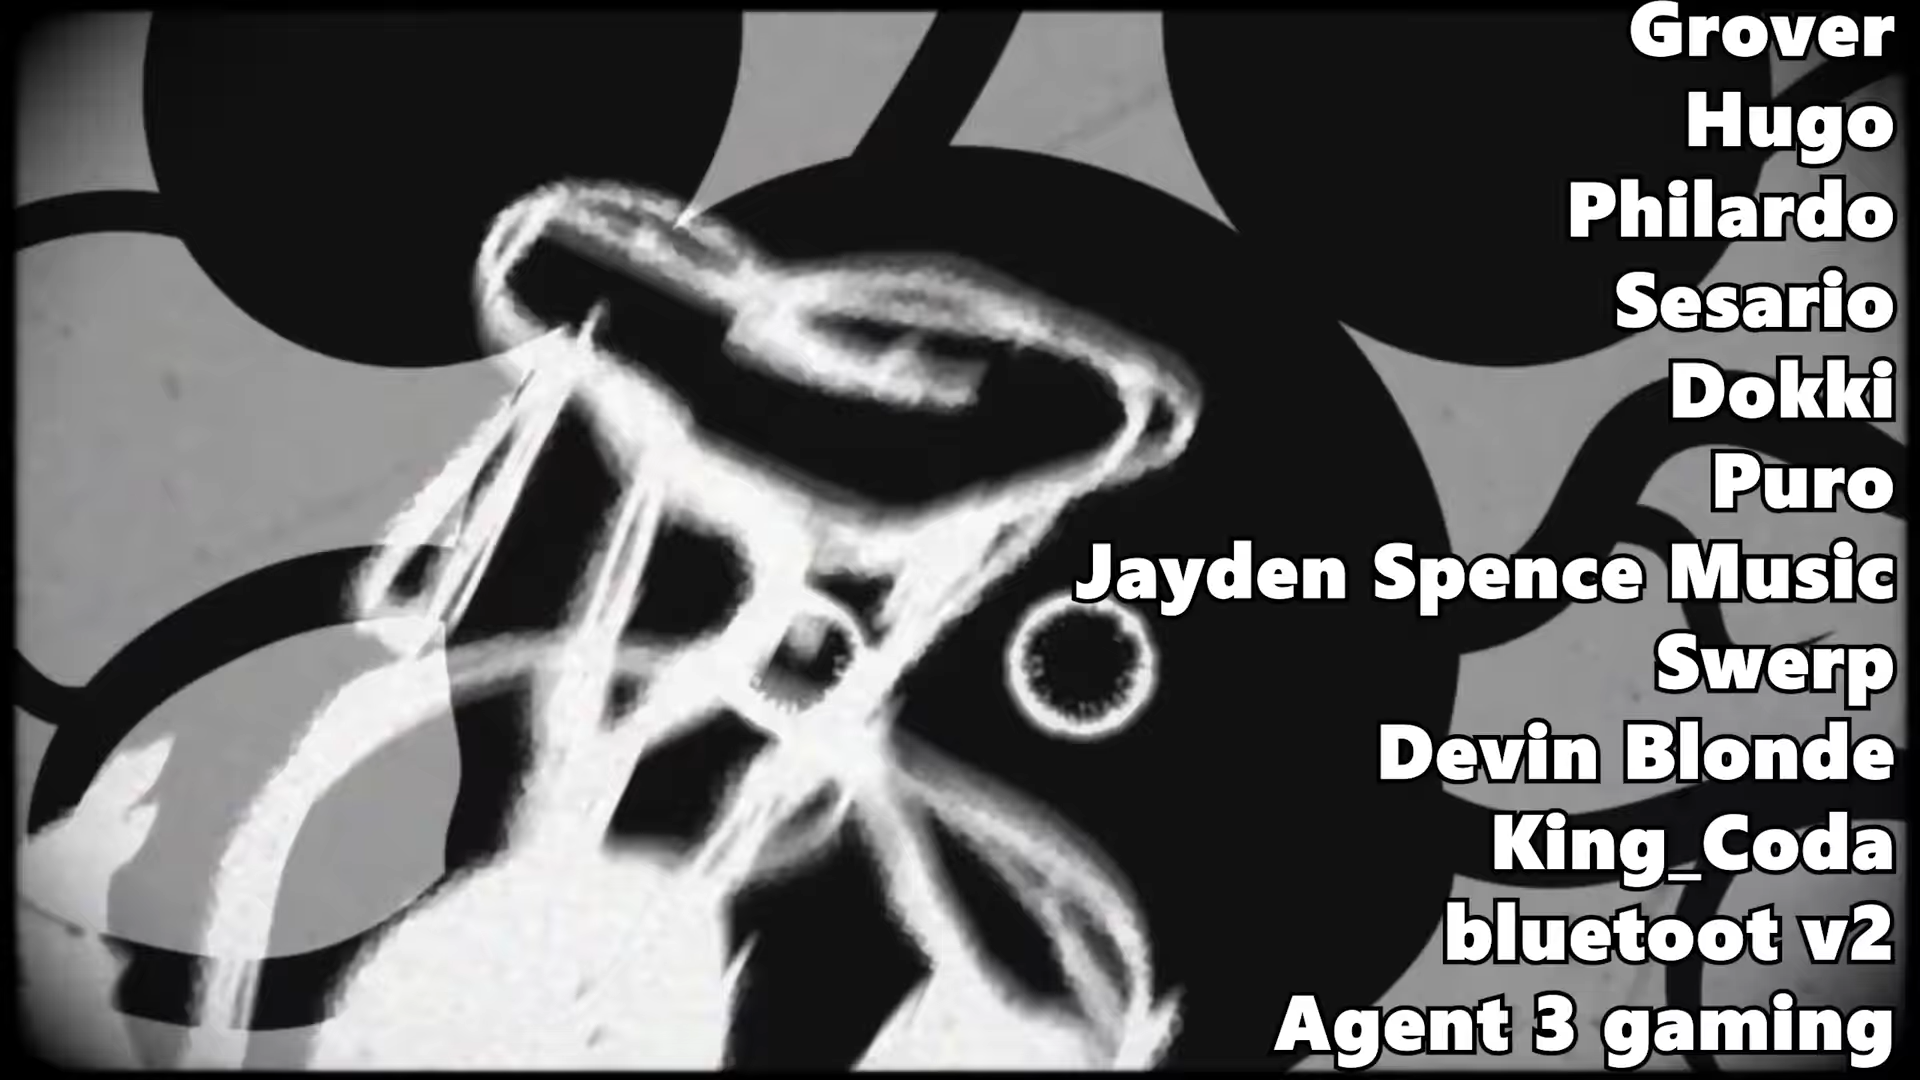 Grover
Hugo
Philardo
Sesario
Dokki
Puro
Jayden Spence Music
Swerp
Devin Blonde
King_Coda
bluetoot v2
Agent 3 gaming